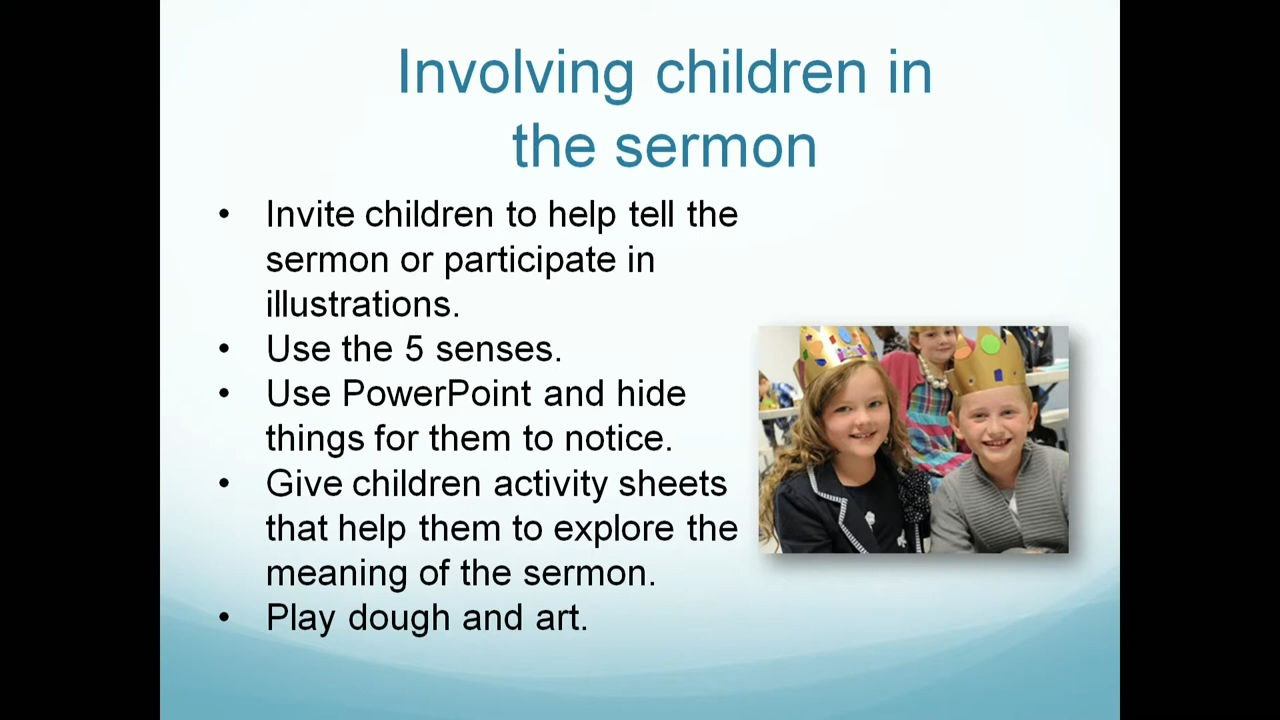 Involving children in
the sermon
• Invite children to help tell the
sermon or participate in
illustrations.
• Use the 5 senses.
• Use PowerPoint and hide
things for them to notice.
• Give children activity sheets
that help them to explore the
meaning of the sermon.
• Play dough and art.